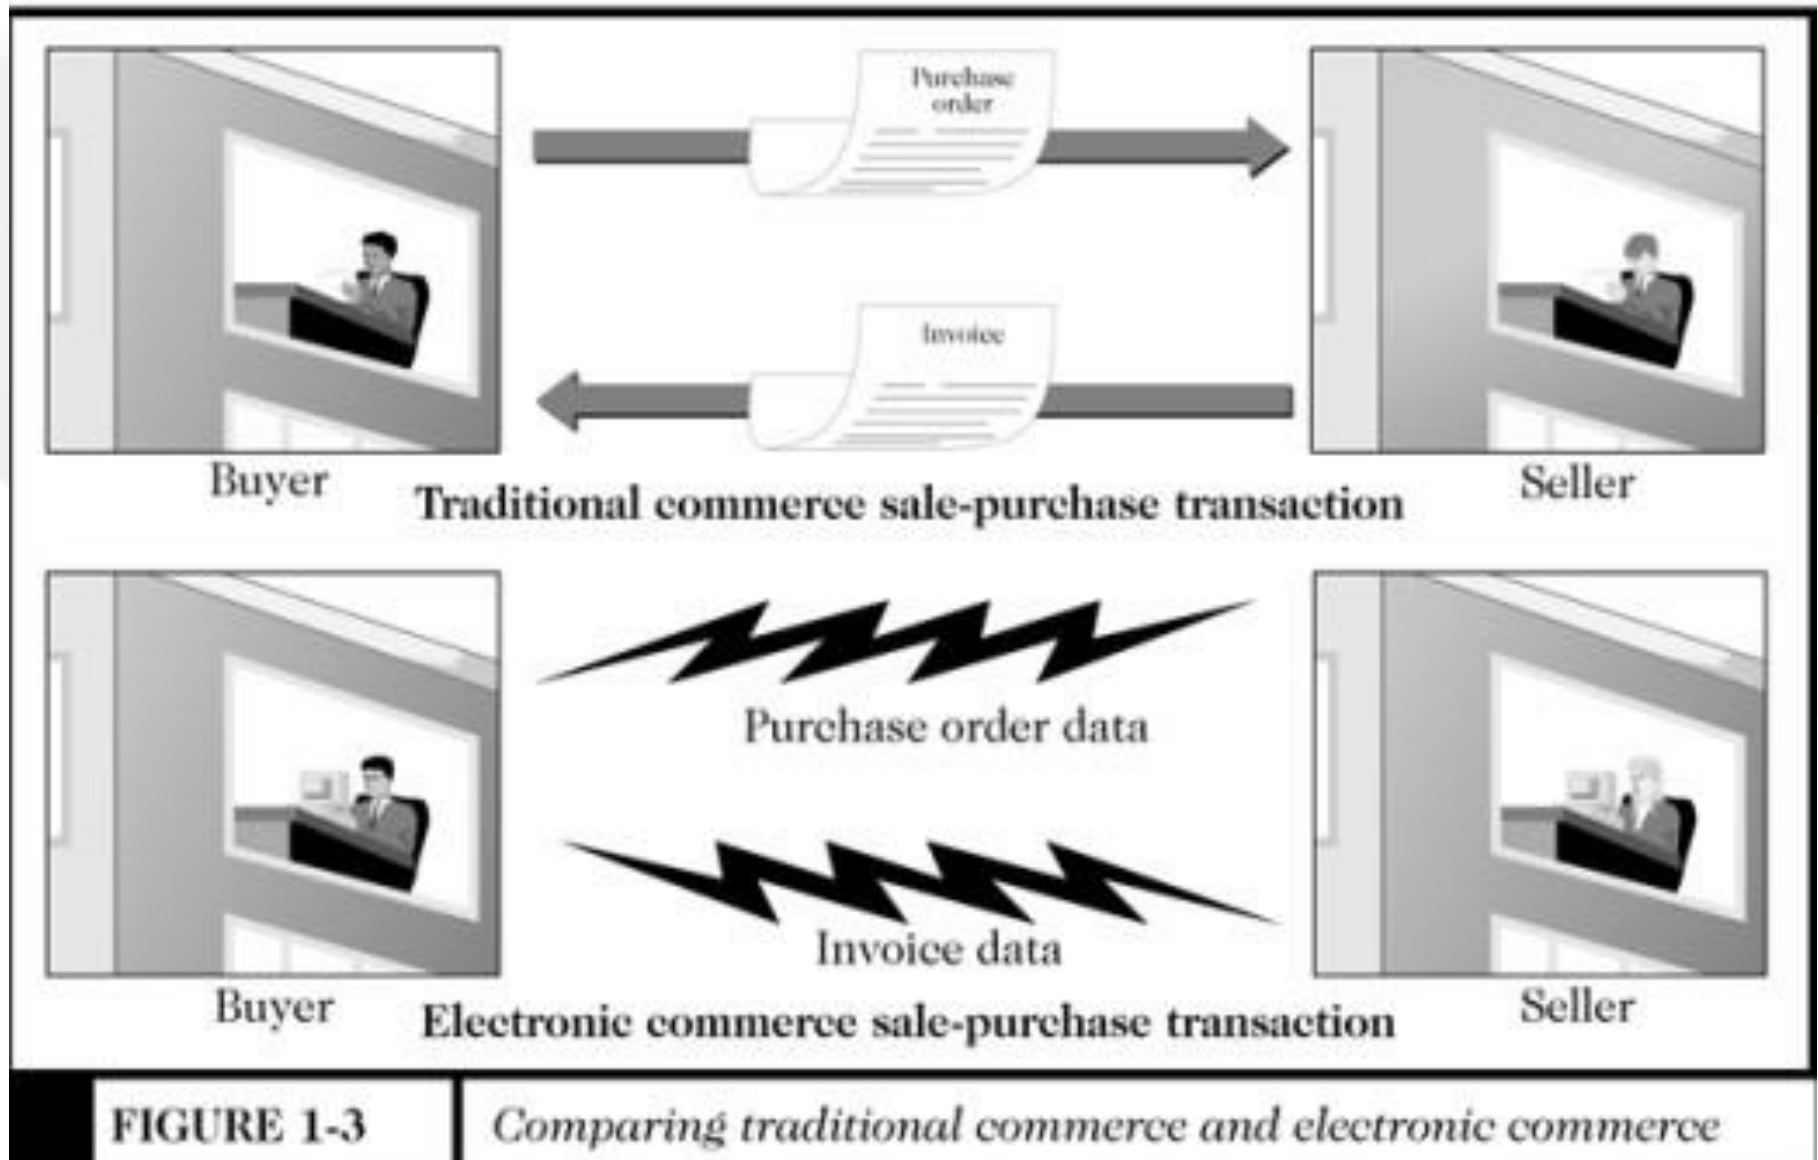 Purchase
order
Invoice
Buyer
Seller
Traditional commerce sale-purchase transaction
Purchase order data
Invoice data
Buyer
Seller
Electronic commerce sale-purchase transaction
FIGURE 1-3
Comparing traditional commerce and electronic commerce